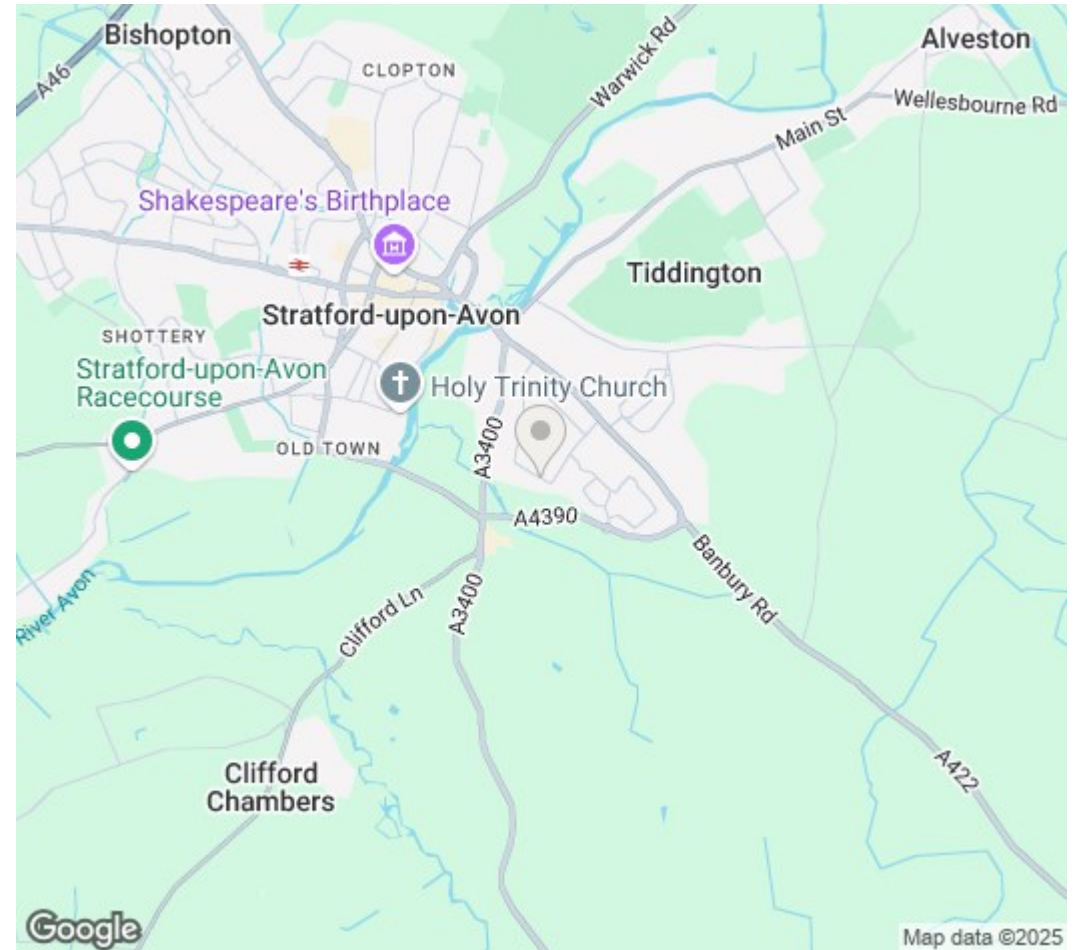 Bishopton
A46
CLOPTON
Warwick Rd
Alveston
Wellesbourne Rd
Main St
Shakespeare's Birthplace
Tiddington
Stratford-upon-Avon
SHOTTERY
Stratford-upon-Avon
Racecourse
Holy Trinity Church
OLD TOWN
A3400
A4390
Banbury Rd
River Avon
Clifford Ln
A3400
Clifford
Chambers
A422
Google
Map data ©2025